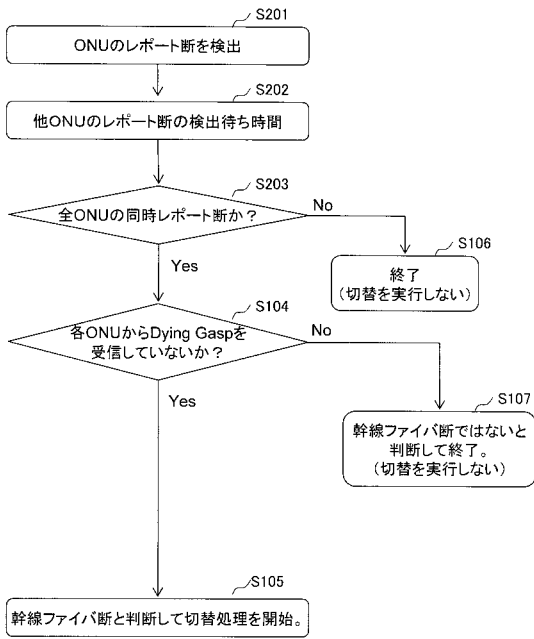 S201
ONUのレポート断を検出
S202
他ONUのレポート断の検出待ち時間
S203
全ONUの同時レポート断か?
No
S106
終了
(切替を実行しない)
Yes
S104
各ONUからDying Gaspを
受信していないか?
No
S107
幹線ファイバ断ではないと
判断して終了。
(切替を実行しない)
Yes
S105
幹線ファイバ断と判断して切替処理を開始。